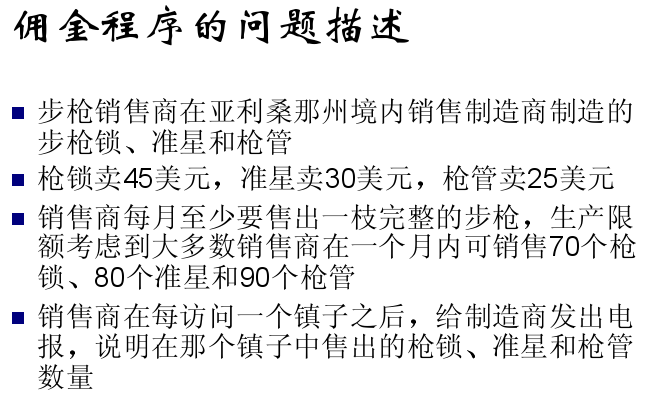 佣金程序的问题描述
步枪销售商在亚利桑那州境内销售制造商制造的
步枪锁、准星和枪管
枪锁卖45美元，准星卖30美元，枪管卖25美元
销售商每月至少要售出一枝完整的步枪，生产限
额考虑到大多数销售商在一个月内可销售70个枪
锁、80个准星和90个枪管
销售商在每访问一个镇子之后，给制造商发出电
报，说明在那个镇子中售出的枪锁、准星和枪管
数量